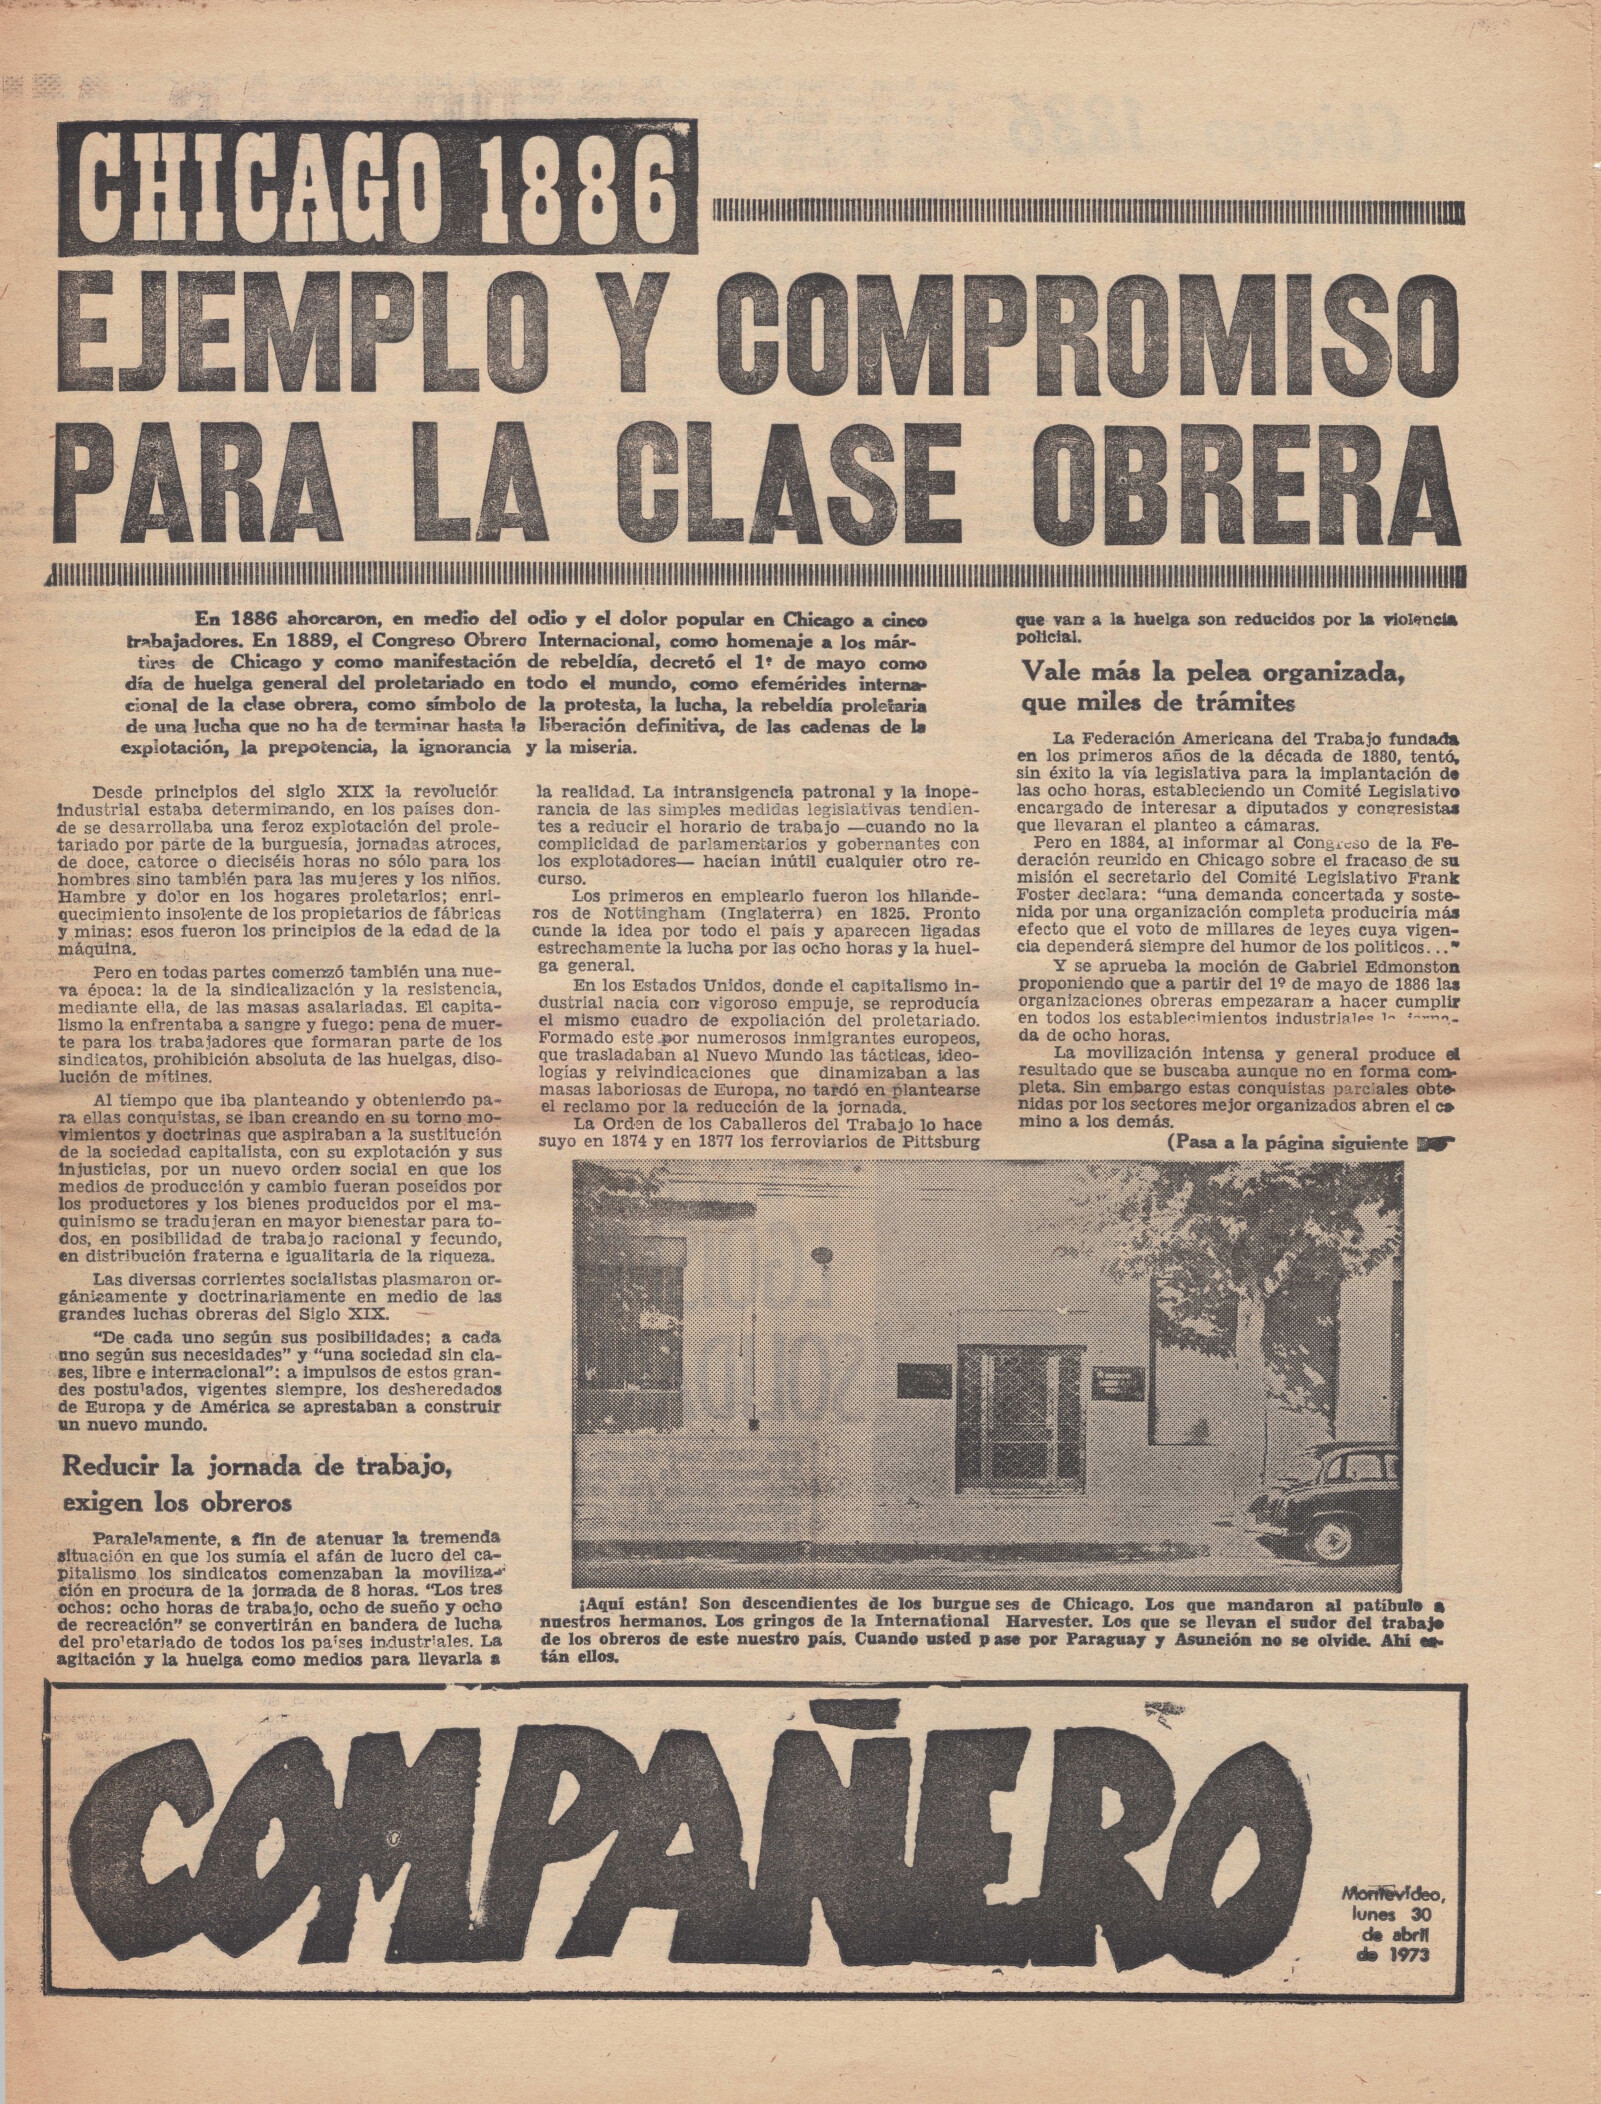 CHICAGO 1886
EJEMPLO Y COMPROMISO
PARA LA CLASE OBRERA
En 1886 ahorcaron, en medio del odio y el dolor popular en Chicago a cinco
trabajadores. En 1889, el Congreso Obrero Internacional, como homenaje a los már-
tires de Chicago y como manifestación de rebeldía, decretó el 1º de mayo como
día de huelga general del proletariado en todo el mundo, como efemérides interna-
cional de la clase obrera, como símbolo de la protesta, la lucha, la rebeldía proletaria
de una lucha que no ha de terminar hasta la liberación definitiva, de las cadenas de la
explotación, la prepotencia, la ignorancia y la miseria.
Desde principios del siglo XIX la revolución
industrial estaba determinando, en los países don-
de se desarrollaba una feroz explotación del prole-
tariado por parte de la burguesía, jornadas atroces,
de doce, catorce o dieciséis horas no sólo para los
hombres sino también para las mujeres y los niños.
Hambre y dolor en los hogares proletarios; enri-
quecimiento insolente de los propietarios de fábricas
y minas: esos fueron los principios de la edad de la
máquina.
Pero en todas partes comenzó también una nue-
va época: la de la sindicalización y la resistencia,
mediante ella, de las masas asalariadas. El capita-
lismo la enfrentaba a sangre y fuego: pena de muer-
te para los trabajadores que formaran parte de los
sindicatos, prohibición absoluta de las huelgas, diso-
lución de mítines.
Al tiempo que iba planteando y obteniendo pa-
ra ellas conquistas, se iban creando en su torno mo-
vimientos y doctrinas que aspiraban a la sustitución
de la sociedad capitalista, con su explotación y sus
injusticias, por un nuevo orden social en que los
medios de producción y cambio fueran poseídos por
los productores y los bienes producidos por el ma-
quinismo se tradujeran en mayor bienestar para to-
dos, en posibilidad de trabajo racional y fecundo,
en distribución fraterna e igualitaria de la riqueza.
Las diversas corrientes socialistas plasmaron or-
gánicamente y doctrinariamente en medio de las
grandes luchas obreras del Siglo XIX.
"De cada uno según sus posibilidades; a cada
uno según sus necesidades" y "una sociedad sin cla-
ses, libre e internacional": a impulsos de estos gran-
des postulados, vigentes siempre, los desheredados
de Europa y de América se aprestaban a construir
un nuevo mundo.
Reducir la jornada de trabajo,
exigen los obreros
Paralelamente, a fin de atenuar la tremenda
situación en que los sumía el afán de lucro del ca-
pitalismo los sindicatos comenzaban la moviliza-
ción en procura de la jornada de 8 horas. "Los tres
ochos: ocho horas de trabajo, ocho de sueño y ocho
de recreación" se convertirán en bandera de lucha
del proletariado de todos los países industriales. La
agitación y la huelga como medios para llevarla a
la realidad. La intransigencia patronal y la inope-
rancia de las simples medidas legislativas tendien-
tes a reducir el horario de trabajo —cuando no la
complicidad de parlamentarios y gobernantes con
los explotadores— hacían inútil cualquier otro re-
curso.
Los primeros en emplearlo fueron los hilande-
ros de Nottingham (Inglaterra) en 1825. Pronto
cunde la idea por todo el país y aparecen ligadas
estrechamente la lucha por las ocho horas y la huel-
ga general.
En los Estados Unidos, donde el capitalismo in-
dustrial nacía con vigoroso empuje, se reproducía
el mismo cuadro de expoliación del proletariado.
Formado este por numerosos inmigrantes europeos,
que trasladaban al Nuevo Mundo las tácticas, ideo-
logías y reivindicaciones que dinamizaban a las
masas laboriosas de Europa, no tardó en plantearse
el reclamo por la reducción de la jornada.
La Orden de los Caballeros del Trabajo lo hace
suyo en 1874 y en 1877 los ferroviarios de Pittsburg
que van a la huelga son reducidos por la violencia
policial.
Vale más la pelea organizada,
que miles de trámites
La Federación Americana del Trabajo fundada
en los primeros años de la década de 1880, tentó,
sin éxito la vía legislativa para la implantación de
las ocho horas, estableciendo un Comité Legislativo
encargado de interesar a diputados y congresistas
que llevaran el planteo a cámaras.
Pero en 1884, al informar al Congreso de la Fe-
deración reunido en Chicago sobre el fracaso de su
misión el secretario del Comité Legislativo Frank
Foster declara: "una demanda concertada y soste-
nida por una organización completa produciría más
efecto que el voto de millares de leyes cuya vigen-
cia dependerá siempre del humor de los políticos..."
Y se aprueba la moción de Gabriel Edmonston
proponiendo que a partir del 1º de mayo de 1886 las
organizaciones obreras empezaran a hacer cumplir
en todos los establecimientos industriales la jorna-
da de ocho horas.
La movilización intensa y general produce el
resultado que se buscaba aunque no en forma com-
pleta. Sin embargo estas conquistas parciales obte-
nidas por los sectores mejor organizados abren el ca-
mino a los demás.
(Pasa a la página siguiente
¡Aquí están! Son descendientes de los burgueses de Chicago. Los que mandaron al patíbulo a
nuestros hermanos. Los gringos de la International Harvester. Los que se llevan el sudor del trabajo
de los obreros de este nuestro país. Cuando usted pase por Paraguay y Asunción no se olvide. Ahí es-
tán ellos.
COMPAÑERO
Montevideo,
lunes 30
de abril
de 1973